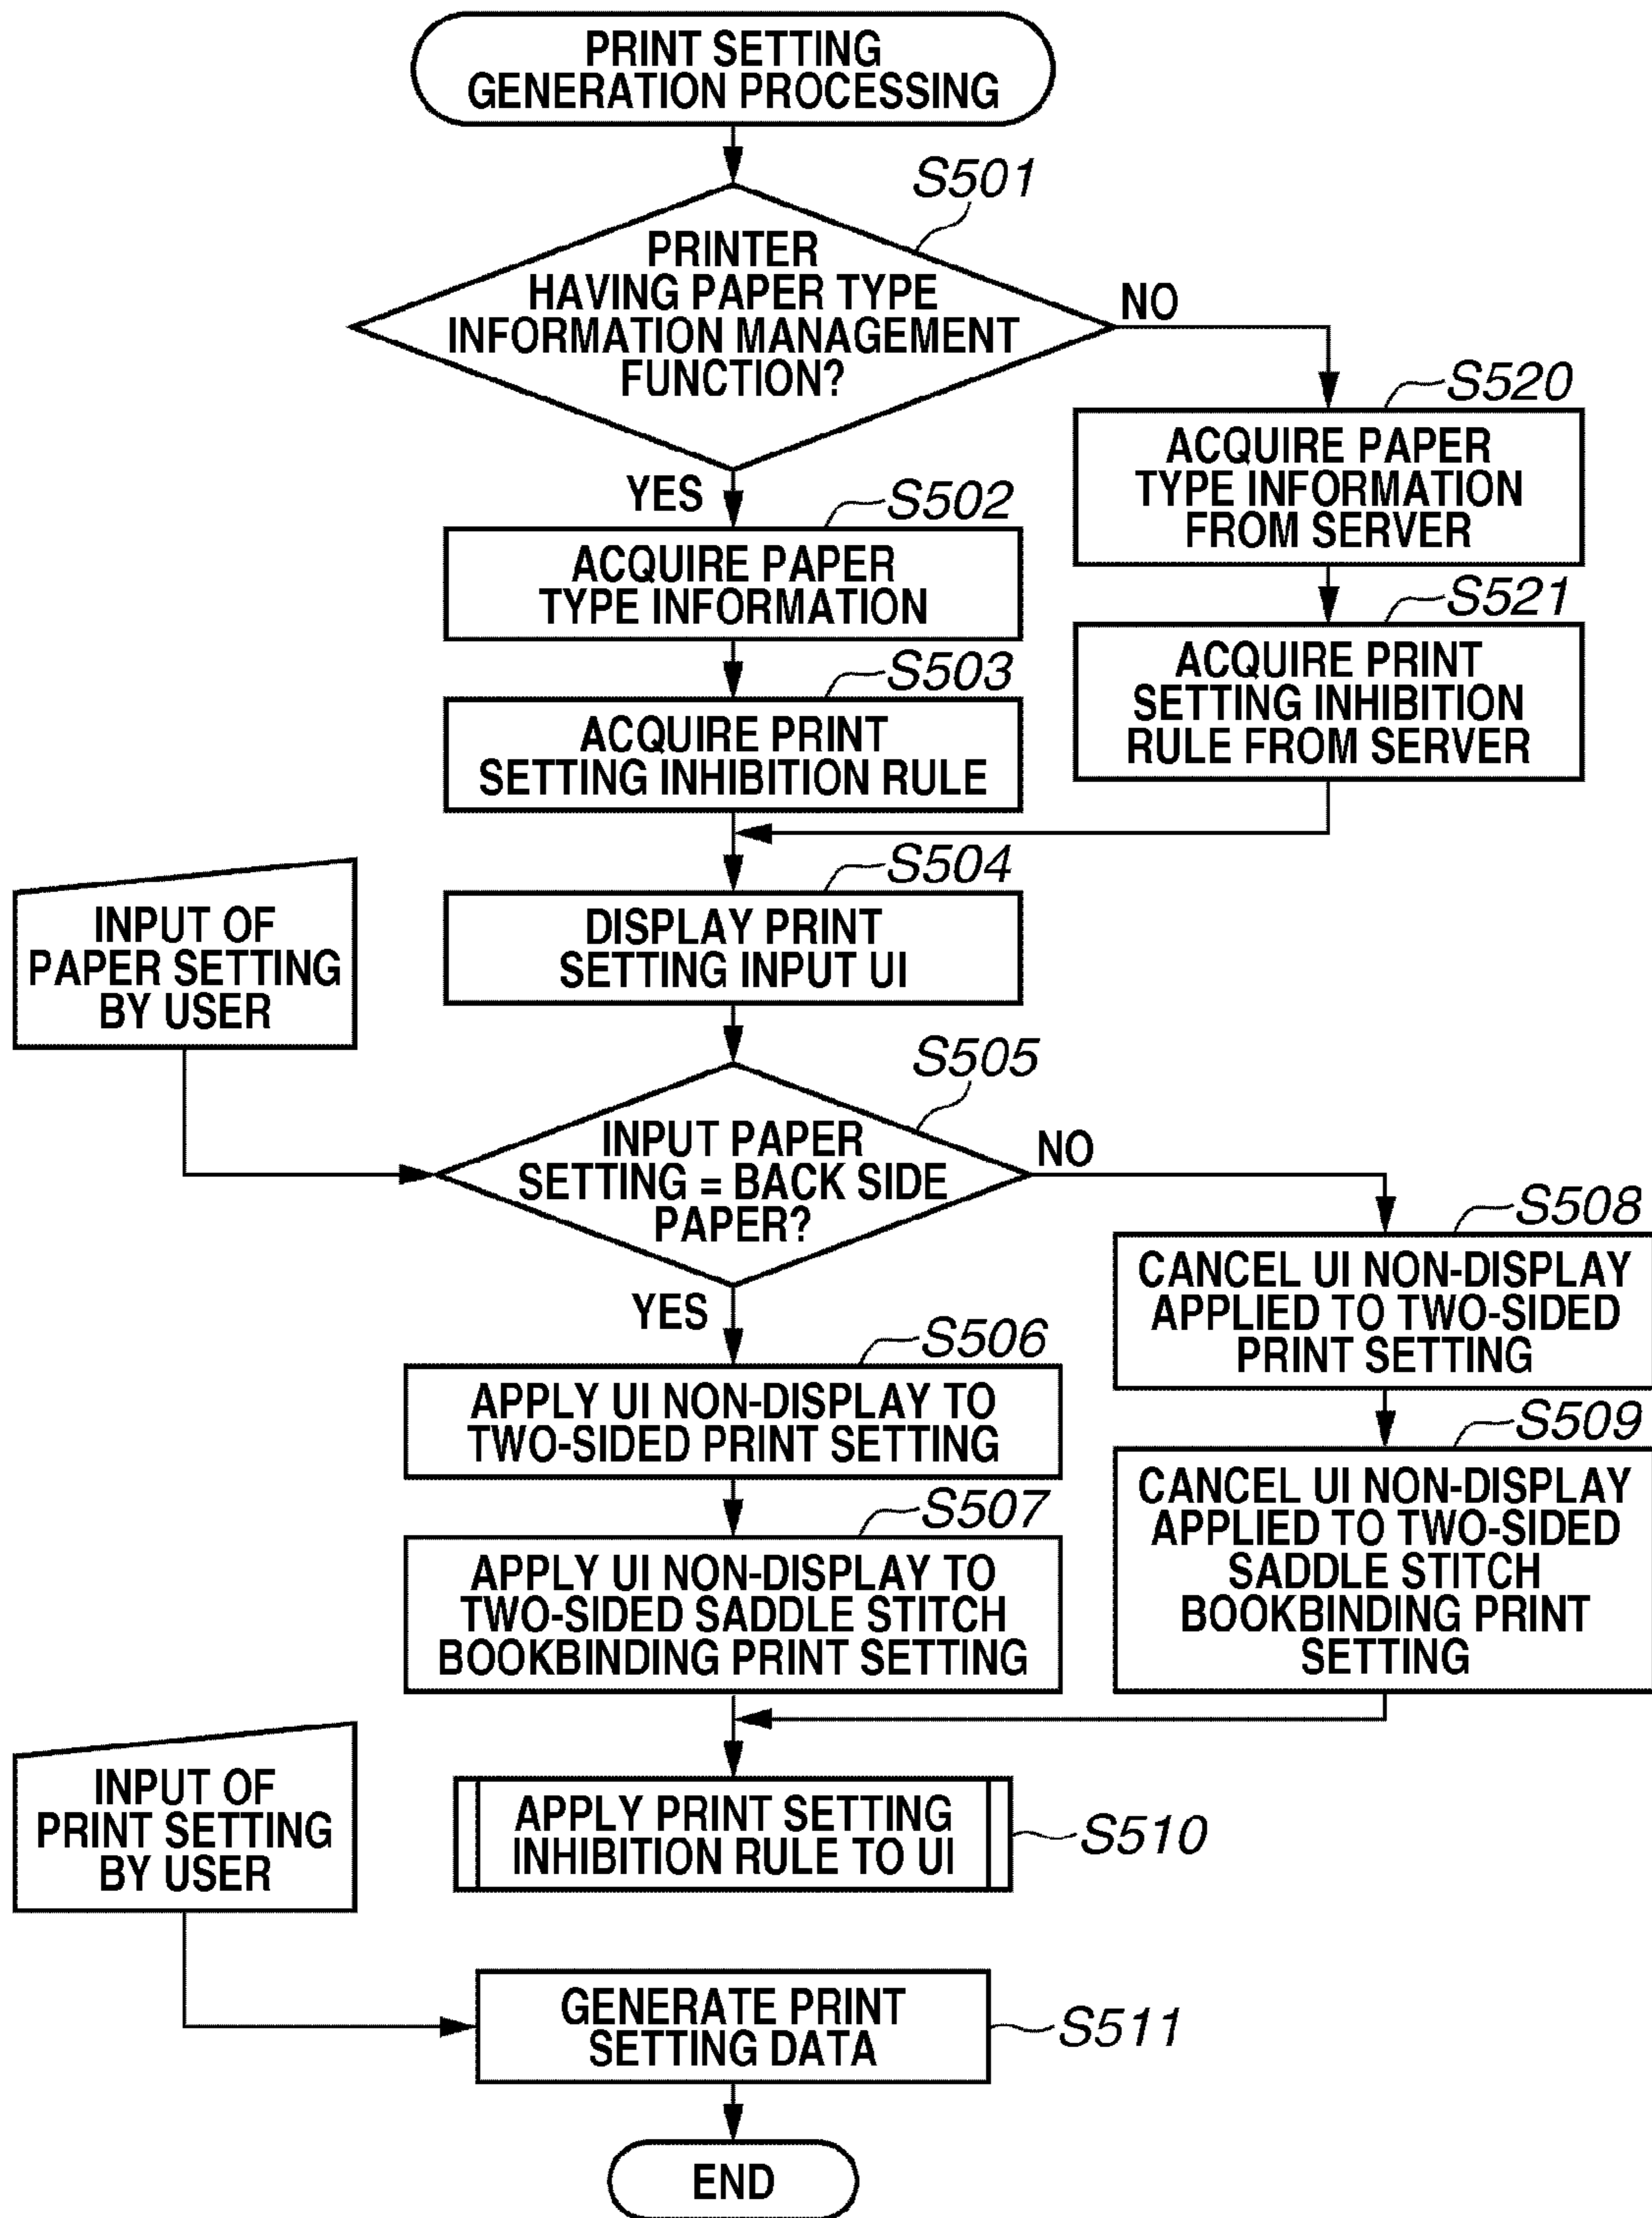 PRINT SETTING
GENERATION PROCESSING
S501
PRINTER
HAVING PAPER TYPE
INFORMATION MANAGEMENT
FUNCTION?
NO
YES
S520
ACQUIRE PAPER
TYPE INFORMATION
FROM SERVER
S502
ACQUIRE PAPER
TYPE INFORMATION
S521
ACQUIRE PRINT
SETTING INHIBITION
RULE FROM SERVER
S503
ACQUIRE PRINT
SETTING INHIBITION RULE
S504
DISPLAY PRINT
SETTING INPUT UI
INPUT OF
PAPER SETTING
BY USER
S505
INPUT PAPER
SETTING = BACK SIDE
PAPER?
NO
YES
S508
CANCEL UI NON-DISPLAY
APPLIED TO TWO-SIDED
PRINT SETTING
S506
APPLY UI NON-DISPLAY TO
TWO-SIDED PRINT SETTING
S509
CANCEL UI NON-DISPLAY
APPLIED TO TWO-SIDED
SADDLE STITCH
BOOKBINDING PRINT
SETTING
S507
APPLY UI NON-DISPLAY TO
TWO-SIDED SADDLE STITCH
BOOKBINDING PRINT SETTING
INPUT OF
PRINT SETTING
BY USER
APPLY PRINT SETTING
INHIBITION RULE TO UI
S510
GENERATE PRINT
SETTING DATA
S511
END